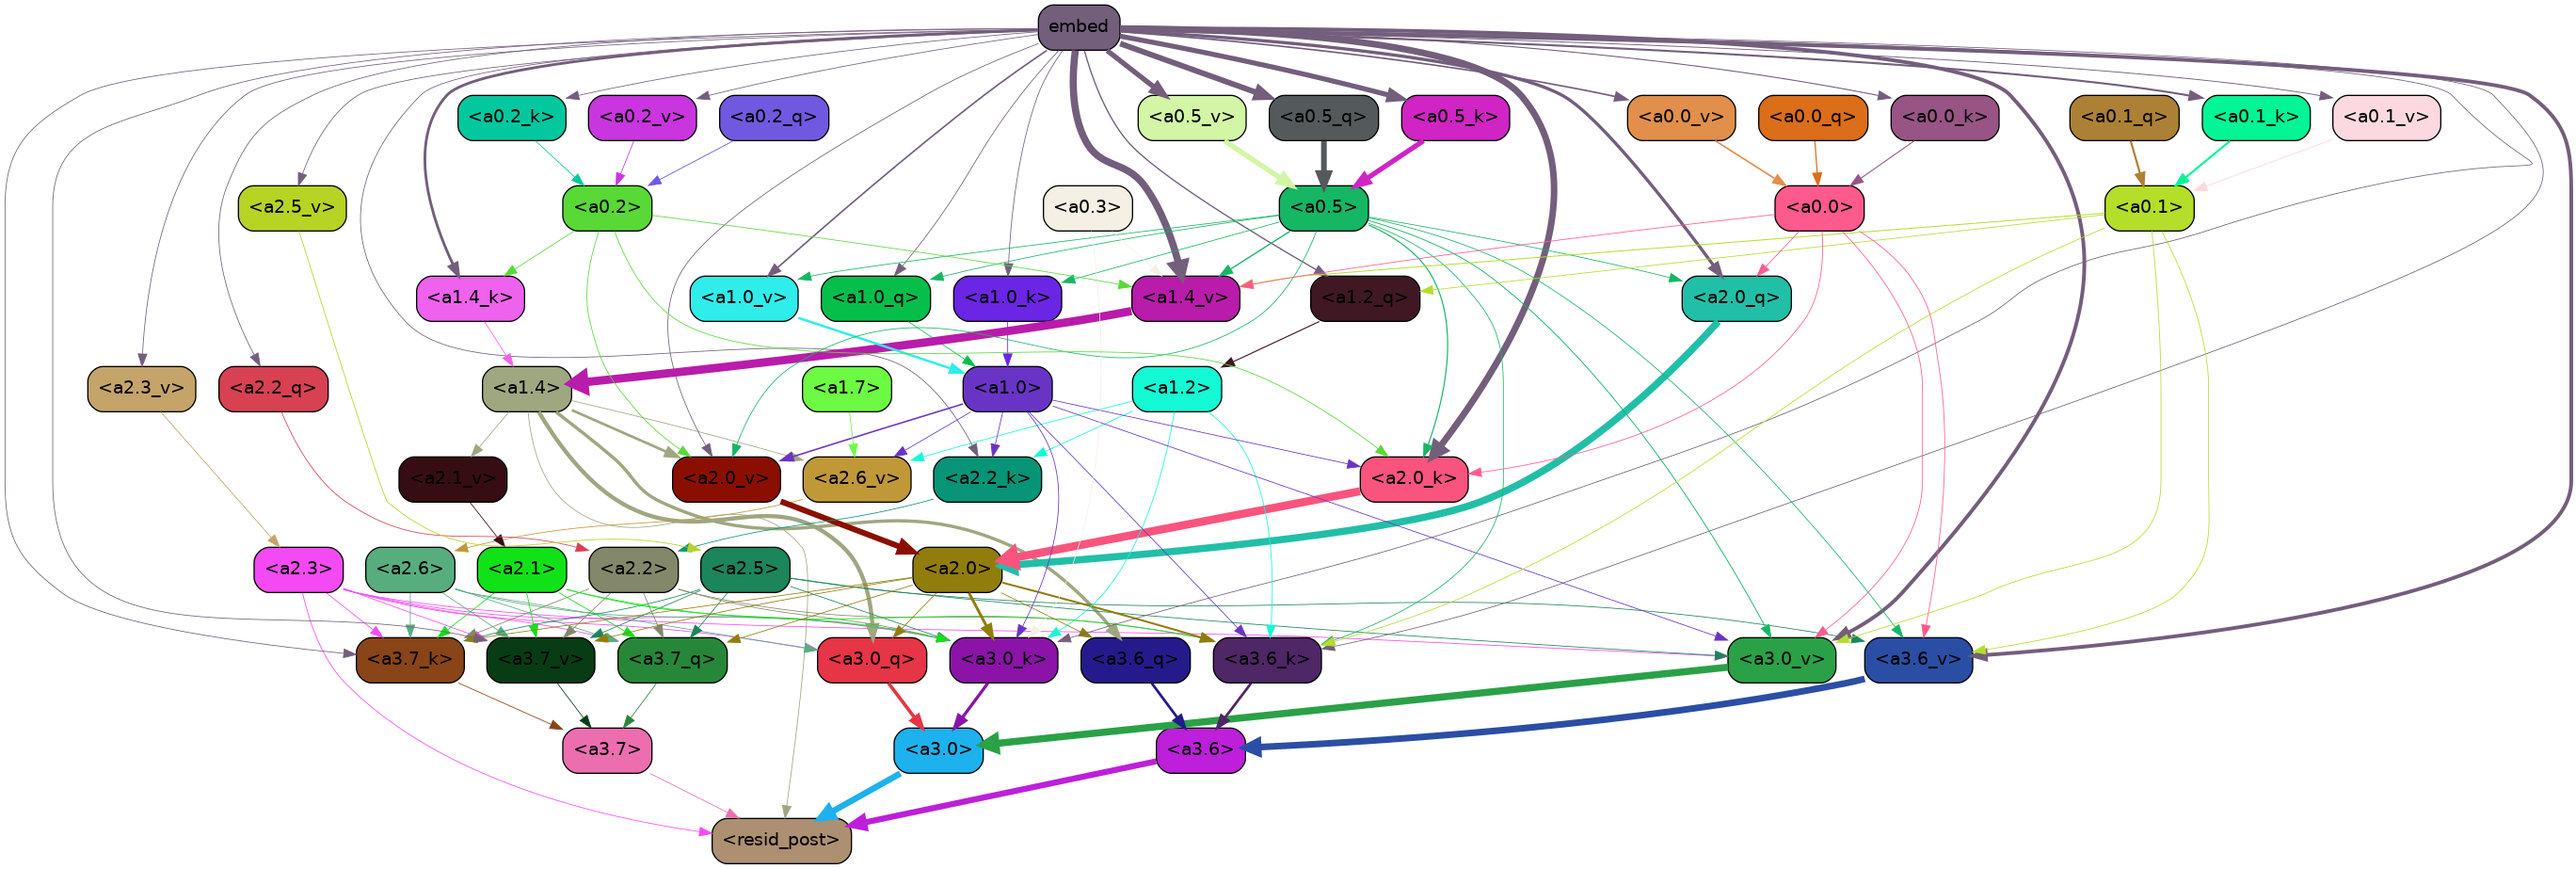 embed
<a0.2_k> <a0.2_v> <a0.2_q> <a0.5_v> <a0.5_q> <a0.5_k> <a0.0_v> <a0.0_q> <a0.0_k> <a0.1_q> <a0.1_k> <a0.1_v>
<a2.5_v> <a0.2> <a0.3> <a0.5> <a0.0> <a0.1>
<a1.4_k> <a1.0_v> <a1.0_q> <a1.0_k> <a1.4_v> <a1.2_q> <a2.0_q>
<a2.3_v> <a2.2_q> <a1.4> <a1.7> <a1.0> <a1.2>
<a2.1_v> <a2.0_v> <a2.6_v> <a2.2_k> <a2.0_k>
<a2.3> <a2.6> <a2.1> <a2.2> <a2.5> <a2.0>
<a3.7_k> <a3.7_v> <a3.7_q> <a3.0_q> <a3.0_k> <a3.6_q> <a3.6_k> <a3.0_v> <a3.6_v>
<a3.7> <a3.0> <a3.6>
<resid_post>